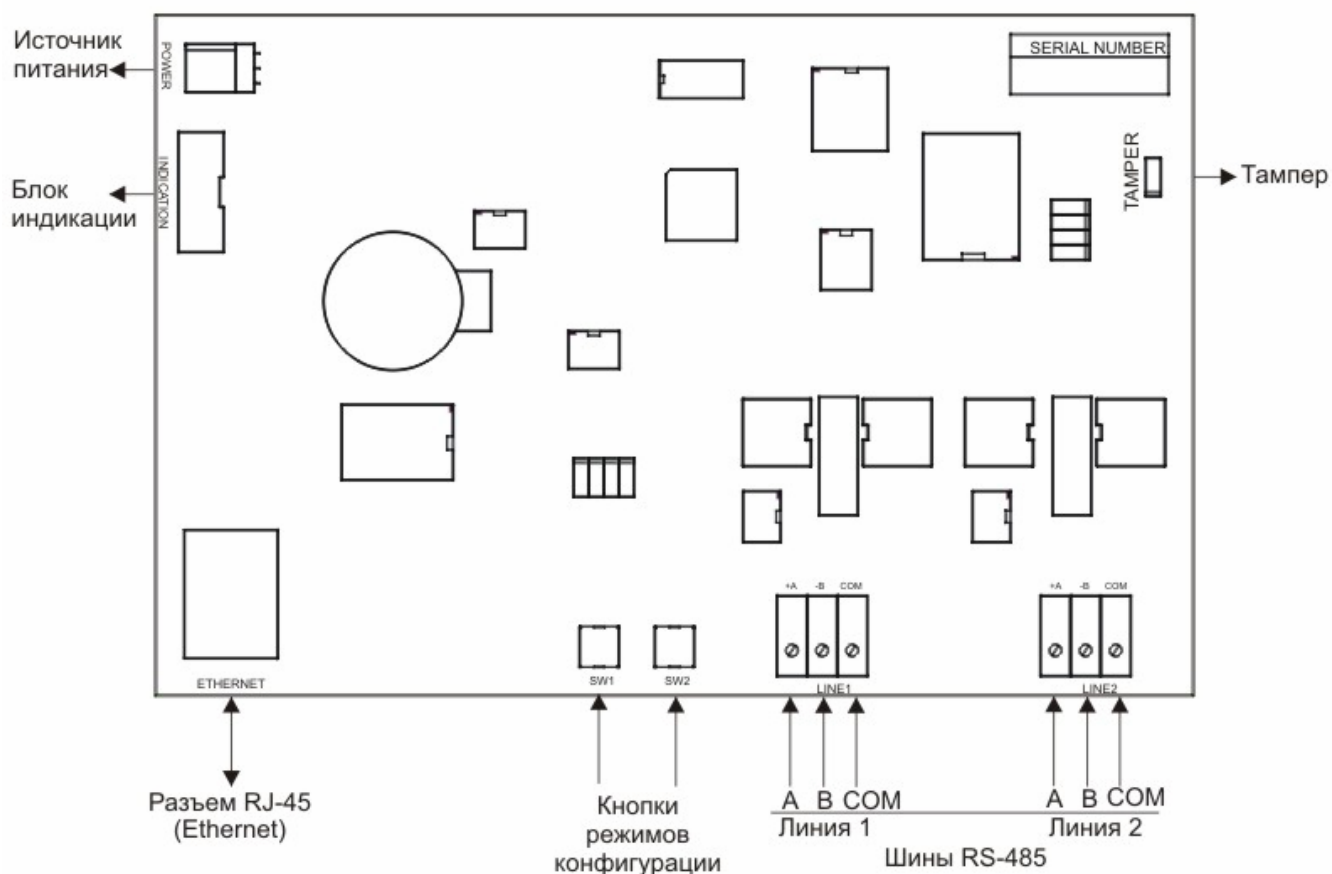 Источник
питания
POWER
SERIAL NUMBER
INDICATION
Блок
индикации
TAMPER
Тампер
+A -B COM
+A -B COM
ETHERNET
SW1
SW2
LINE1
LINE2
Разъем RJ-45
(Ethernet)
Кнопки
режимов
конфигурации
A B COM
Линия 1
A B COM
Линия 2
Шины RS-485